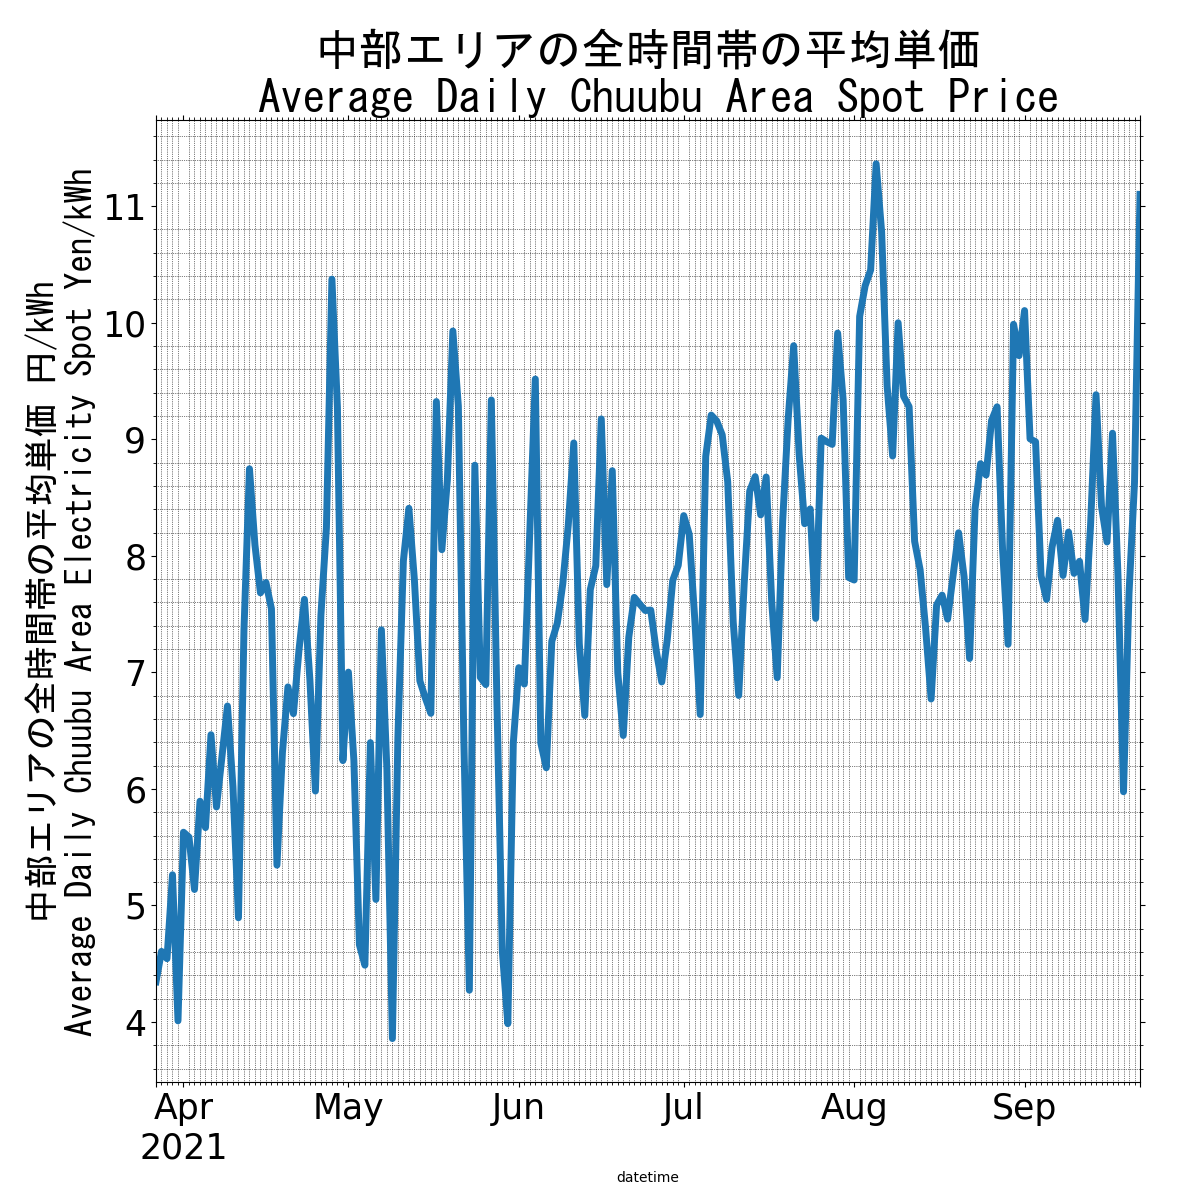 中部エリアの全時間帯の平均単価
Average Daily Chuubu Area Spot Price
中部エリアの全時間帯の平均単価 円/kWh
Average Daily Chuubu Area Electricity Spot Yen/kWh
11
10
9
8
7
6
5
4
Apr May Jun Jul Aug Sep
2021
datetime